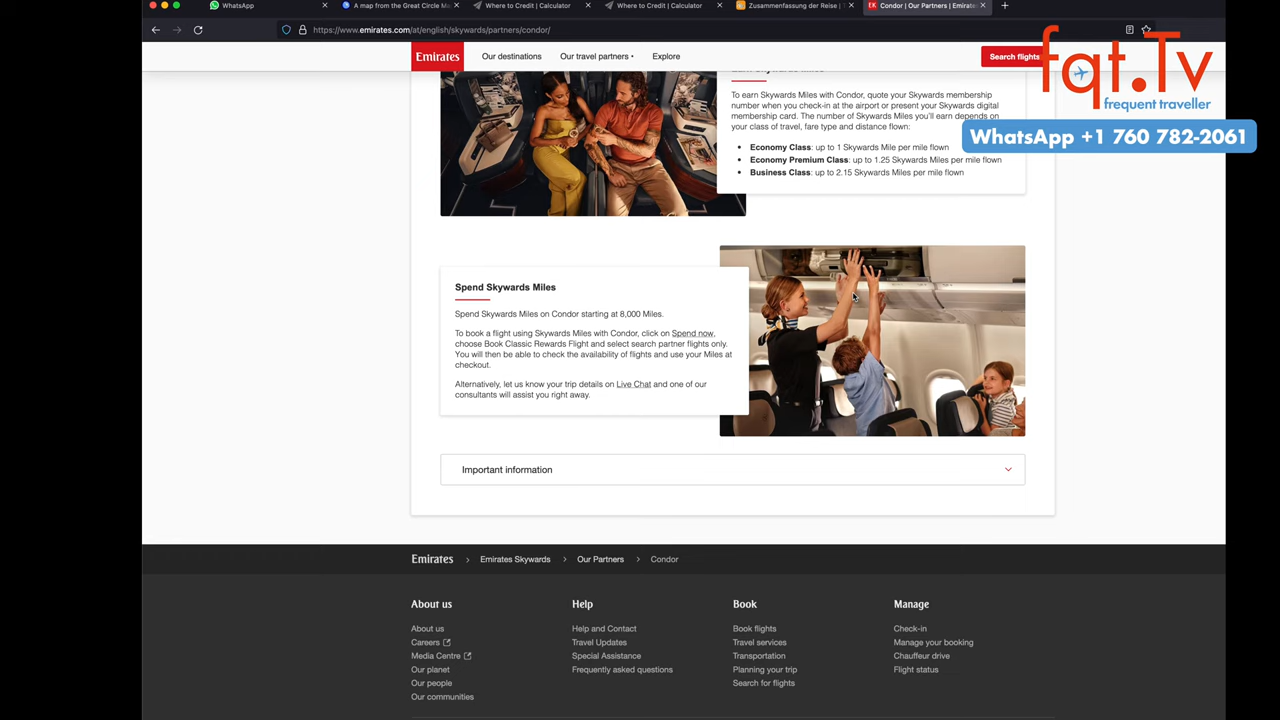 WhatsApp
A map from the Great Circle Ma
Where to Credit | Calculator
Where to Credit | Calculator
Zusammenfassung der Reise |
EK Condor | Our Partners | Emirate
https://www.emirates.com/at/english/skywards/partners/condor/
Emirates
Our destinations
Our travel partners
Explore
Search flights
fqt.Tv
frequent traveller
WhatsApp +1 760 782-2061
To earn Skywards Miles with Condor, quote your Skywards membership
number when you check-in at the airport or present your Skywards digital
membership card. The number of Skywards Miles you'll earn depends on
your class of travel, fare type and distance flown:
• Economy Class: up to 1 Skywards Mile per mile flown
• Economy Premium Class: up to 1.25 Skywards Miles per mile flown
• Business Class: up to 2.15 Skywards Miles per mile flown
Spend Skywards Miles
Spend Skywards Miles on Condor starting at 8,000 Miles.
To book a flight using Skywards Miles with Condor, click on Spend now,
choose Book Classic Rewards Flight and select search partner flights only.
You will then be able to check the availability of flights and use your Miles at
checkout.
Alternatively, let us know your trip details on Live Chat and one of our
consultants will assist you right away.
Important information
Emirates > Emirates Skywards > Our Partners > Condor
About us
About us
Careers
Media Centre
Our planet
Our people
Our communities
Help
Help and Contact
Travel Updates
Special Assistance
Frequently asked questions
Book
Book flights
Travel services
Transportation
Planning your trip
Search for flights
Manage
Check-in
Manage your booking
Chauffeur drive
Flight status